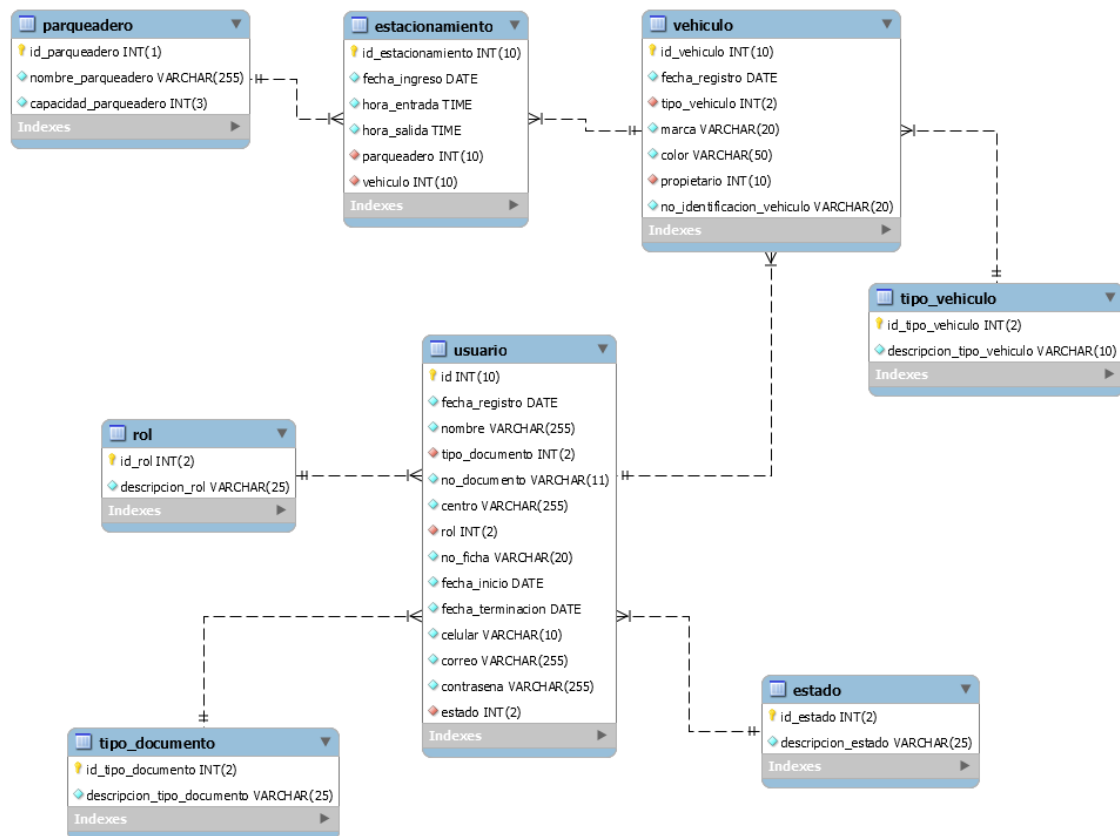 parqueadero
id_parqueadero INT(1)
nombre_parqueadero VARCHAR(255)
capacidad_parqueadero INT(3)
Indexes
estacionamiento
id_estacionamiento INT(10)
fecha_ingreso DATE
hora_entrada TIME
hora_salida TIME
parqueadero INT(10)
vehiculo INT(10)
Indexes
vehiculo
id_vehiculo INT(10)
fecha_registro DATE
tipo_vehiculo INT(2)
marca VARCHAR(20)
color VARCHAR(50)
propietario INT(10)
no_identificacion_vehiculo VARCHAR(20)
Indexes
tipo_vehiculo
id_tipo_vehiculo INT(2)
descripcion_tipo_vehiculo VARCHAR(10)
Indexes
usuario
id INT(10)
fecha_registro DATE
nombre VARCHAR(255)
tipo_documento INT(2)
no_documento VARCHAR(11)
centro VARCHAR(255)
rol INT(2)
no_ficha VARCHAR(20)
fecha_inicio DATE
fecha_terminacion DATE
celular VARCHAR(10)
correo VARCHAR(255)
contrasena VARCHAR(255)
estado INT(2)
Indexes
rol
id_rol INT(2)
descripcion_rol VARCHAR(25)
Indexes
estado
id_estado INT(2)
descripcion_estado VARCHAR(25)
Indexes
tipo_documento
id_tipo_documento INT(2)
descripcion_tipo_documento VARCHAR(25)
Indexes